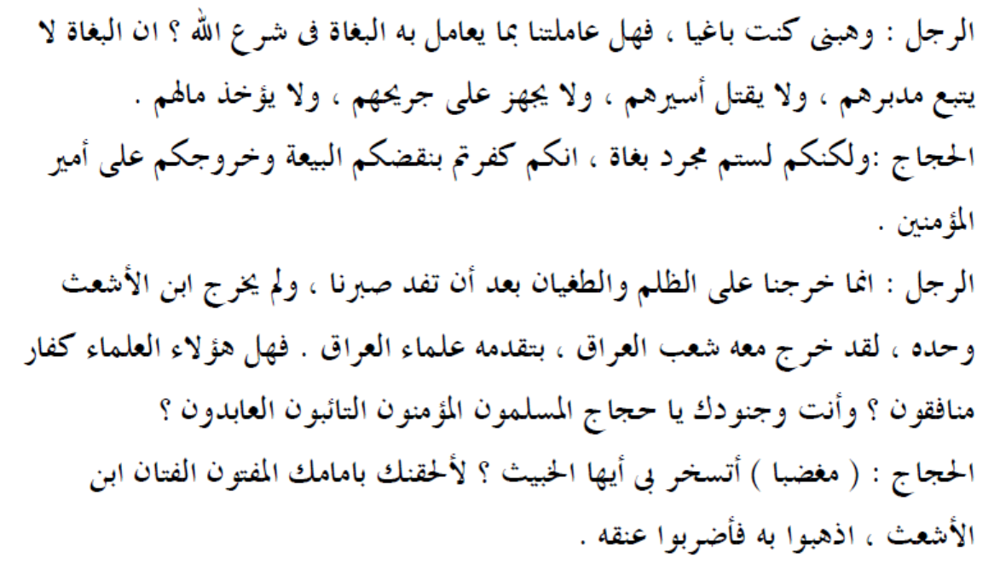 الرجل : وهبنى كنت باغيا ، فهل عاملتنا بما يعامل به البغاة فى شرع الله ؟ ان البغاة لا
يتبع مدبرهم ، ولا يقتل أسيرهم ، ولا يجهز على جريحهم ، ولا يؤخذ مالهم .
الحجاج :ولكنكم لستم مجرد بغاة ، انكم كفرتم بنقضكم البيعة وخروجكم على أمير
المؤمنين .
الرجل : انما خرجنا على الظلم والطغيان بعد أن تفد صبرنا ، ولم يخرج ابن الأشعث
وحده ، لقد خرج معه شعب العراق ، بتقدمه علماء العراق . فهل هؤلاء العلماء كفار
منافقون ؟ وأنت وجنودك يا حجاج المسلمون المؤمنون التائبون العابدون ؟
الحجاج : ( مغضبا ) أتسخر بى أيها الخبيث ؟ لألحقنك بامامك المفتون الفتان ابن
الأشعث ، اذهبوا به فأضربوا عنقه .